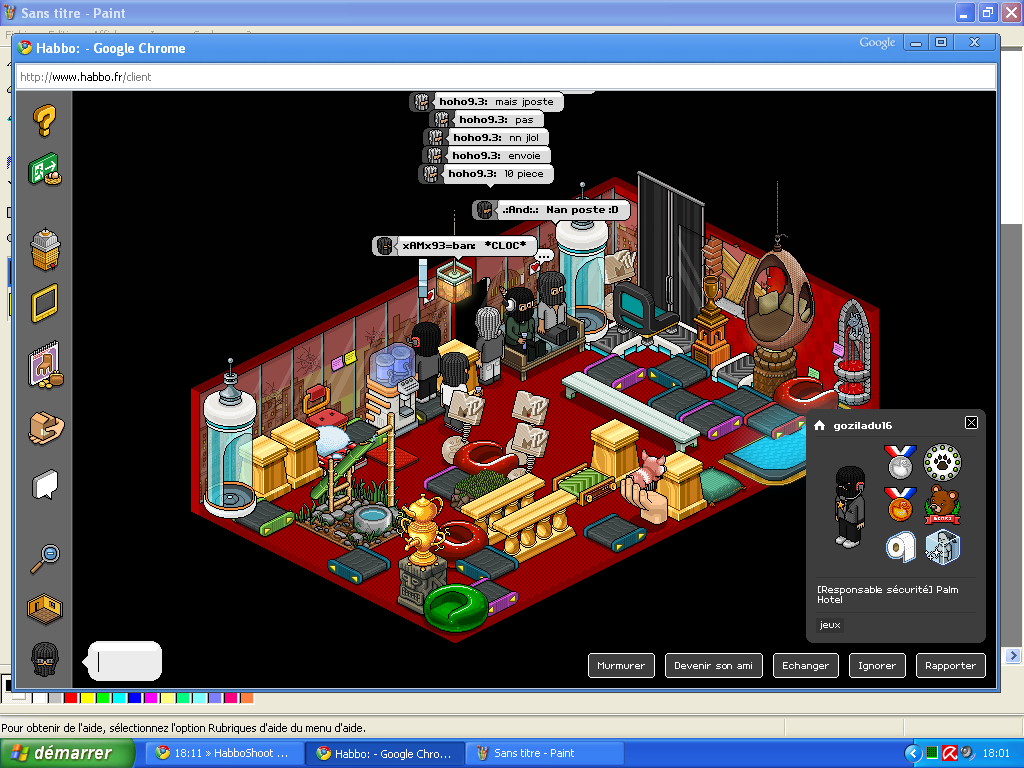 Sans titre - Paint
Habbo: - Google Chrome
Google
http://www.habbo.fr/client
hoho9.3: mais jposte
hoho9.3: pas
hoho9.3: nn jlol
hoho9.3: envoie
hoho9.3: 10 piece
.:And:.: Nan poste :D
xAMx93=ban: *CLOC*
...
MTV
MTV
MTV
goziladu16
[Responsable sécurité] Palm
Hotel
jeux
Murmurer
Devenir son ami
Echanger
Ignorer
Rapporter
Pour obtenir de l'aide, sélectionnez l'option Rubriques d'aide du menu d'aide.
démarrer
18:11 » HabboShoot ...
Habbo: - Google Chro...
Sans titre - Paint
18:01